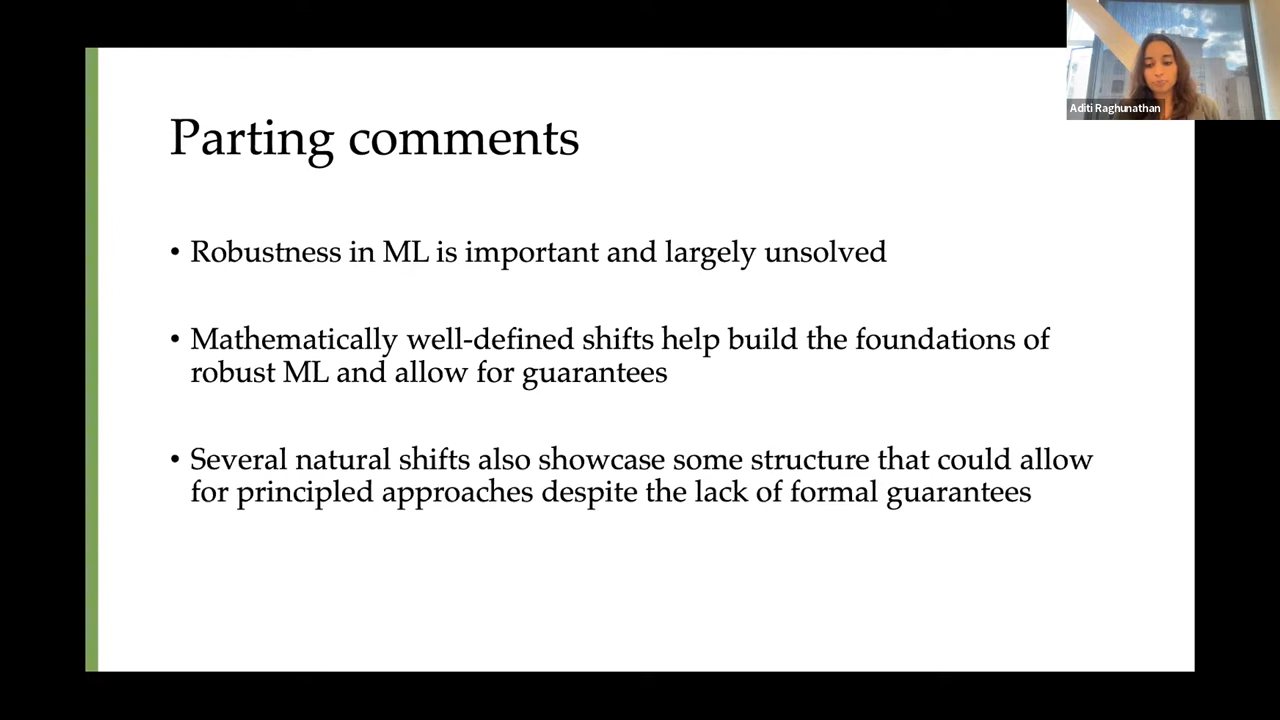 Aditi Raghunathan
Parting comments
• Robustness in ML is important and largely unsolved
• Mathematically well-defined shifts help build the foundations of
robust ML and allow for guarantees
• Several natural shifts also showcase some structure that could allow
for principled approaches despite the lack of formal guarantees